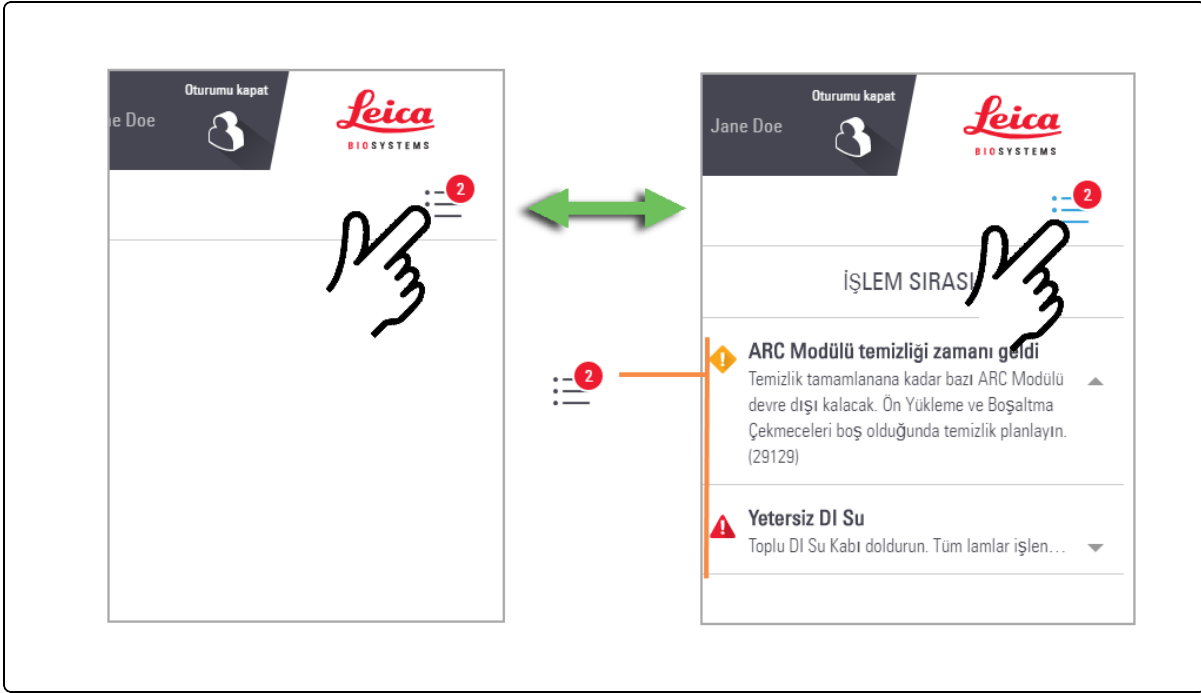 Oturumu kapat
e Doe
Leica
BIOSYSTEMS
2
Oturumu kapat
Jane Doe
Leica
BIOSYSTEMS
2
İŞLEM SIRASI
2
ARC Modülü temizliği zamanı geldi
Temizlik tamamlanana kadar bazı ARC Modülü
devre dışı kalacak. Ön Yükleme ve Boşaltma
Çekmeceleri boş olduğunda temizlik planlayın.
(29129)
Yetersiz DI Su
Toplu DI Su Kabı doldurun. Tüm lamlar işlen…